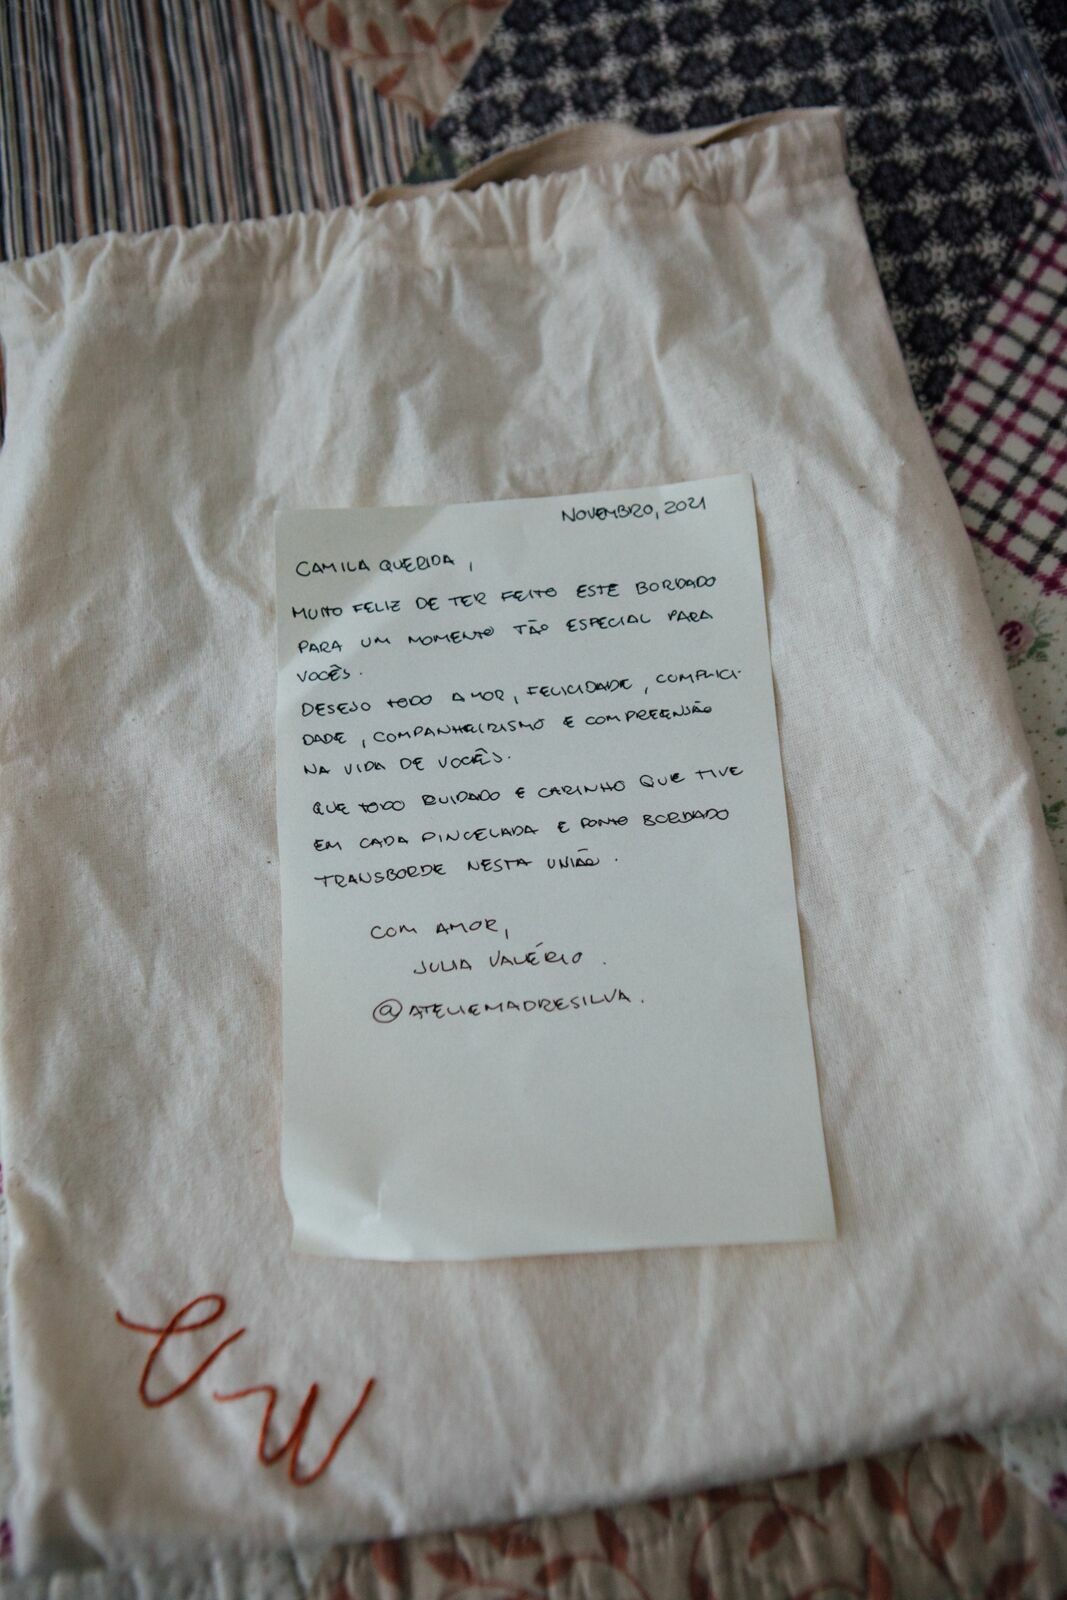 NOVEMBRO, 2021
CAMILA QUERIDA,
MUITO FELIZ DE TER FEITO ESTE BORDADO
PARA UM MOMENTO TÃO ESPECIAL PARA
VOCÊS.
DESEJO TODO AMOR, FELICIDADE, COMPLICI-
DADE, COMPANHEIRISMO E COMPREENSÃO
NA VIDA DE VOCÊS.
QUE TODO CUIDADO E CARINHO QUE TIVE
EM CADA PINCELADA E PONTO BORDADO
TRANSBORDE NESTA UNIÃO.
COM AMOR,
JULIA VALÉRIO.
@ATELIEMADRESILVA.